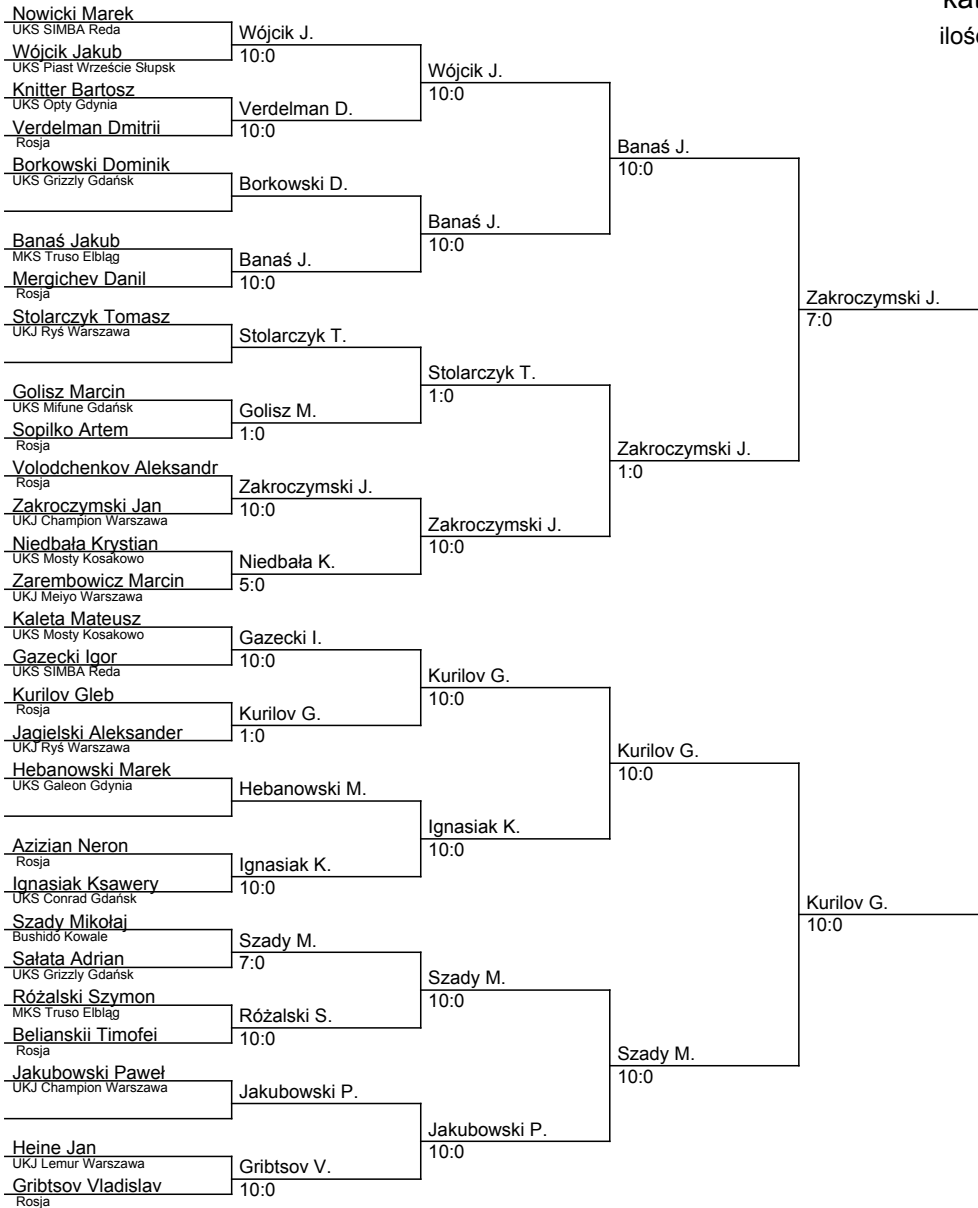 Nowicki Marek
UKS SIMBA Reda
Wójcik Jakub
UKS Piast Wrzeście Słupsk
Knitter Bartosz
UKS Opty Gdynia
Verdelman Dmitrii
Rosja
Borkowski Dominik
UKS Grizzly Gdańsk
Banaś Jakub
MKS Truso Elbląg
Mergichev Danil
Rosja
Stolarczyk Tomasz
UKJ Ryś Warszawa
Golisz Marcin
UKS Mifune Gdańsk
Sopilko Artem
Rosja
Volodchenkov Aleksandr
Rosja
Zakroczymski Jan
UKJ Champion Warszawa
Niedbała Krystian
UKS Mosty Kosakowo
Zarembowicz Marcin
UKJ Meiyo Warszawa
Kaleta Mateusz
UKS Mosty Kosakowo
Gazecki Igor
UKS SIMBA Reda
Kurilov Gleb
Rosja
Jagielski Aleksander
UKJ Ryś Warszawa
Hebanowski Marek
UKS Galeon Gdynia
Azizian Neron
Rosja
Ignasiak Ksawery
UKS Conrad Gdańsk
Szady Mikołaj
Bushido Kowale
Sałata Adrian
UKS Grizzly Gdańsk
Różalski Szymon
MKS Truso Elbląg
Belianskii Timofei
Rosja
Jakubowski Paweł
UKJ Champion Warszawa
Heine Jan
UKJ Lemur Warszawa
Gribtsov Vladislav
Rosja
Wójcik J.
10:0
Verdelman D.
10:0
Borkowski D.
Banaś J.
10:0
Stolarczyk T.
Golisz M.
1:0
Zakroczymski J.
10:0
Niedbała K.
5:0
Gazecki I.
10:0
Kurilov G.
1:0
Hebanowski M.
Ignasiak K.
10:0
Szady M.
7:0
Różalski S.
10:0
Jakubowski P.
Gribtsov V.
10:0
Wójcik J.
10:0
Banaś J.
10:0
Stolarczyk T.
1:0
Zakroczymski J.
10:0
Kurilov G.
10:0
Ignasiak K.
10:0
Szady M.
10:0
Jakubowski P.
10:0
Banaś J.
10:0
Zakroczymski J.
1:0
Kurilov G.
10:0
Szady M.
10:0
Zakroczymski J.
7:0
Kurilov G.
10:0